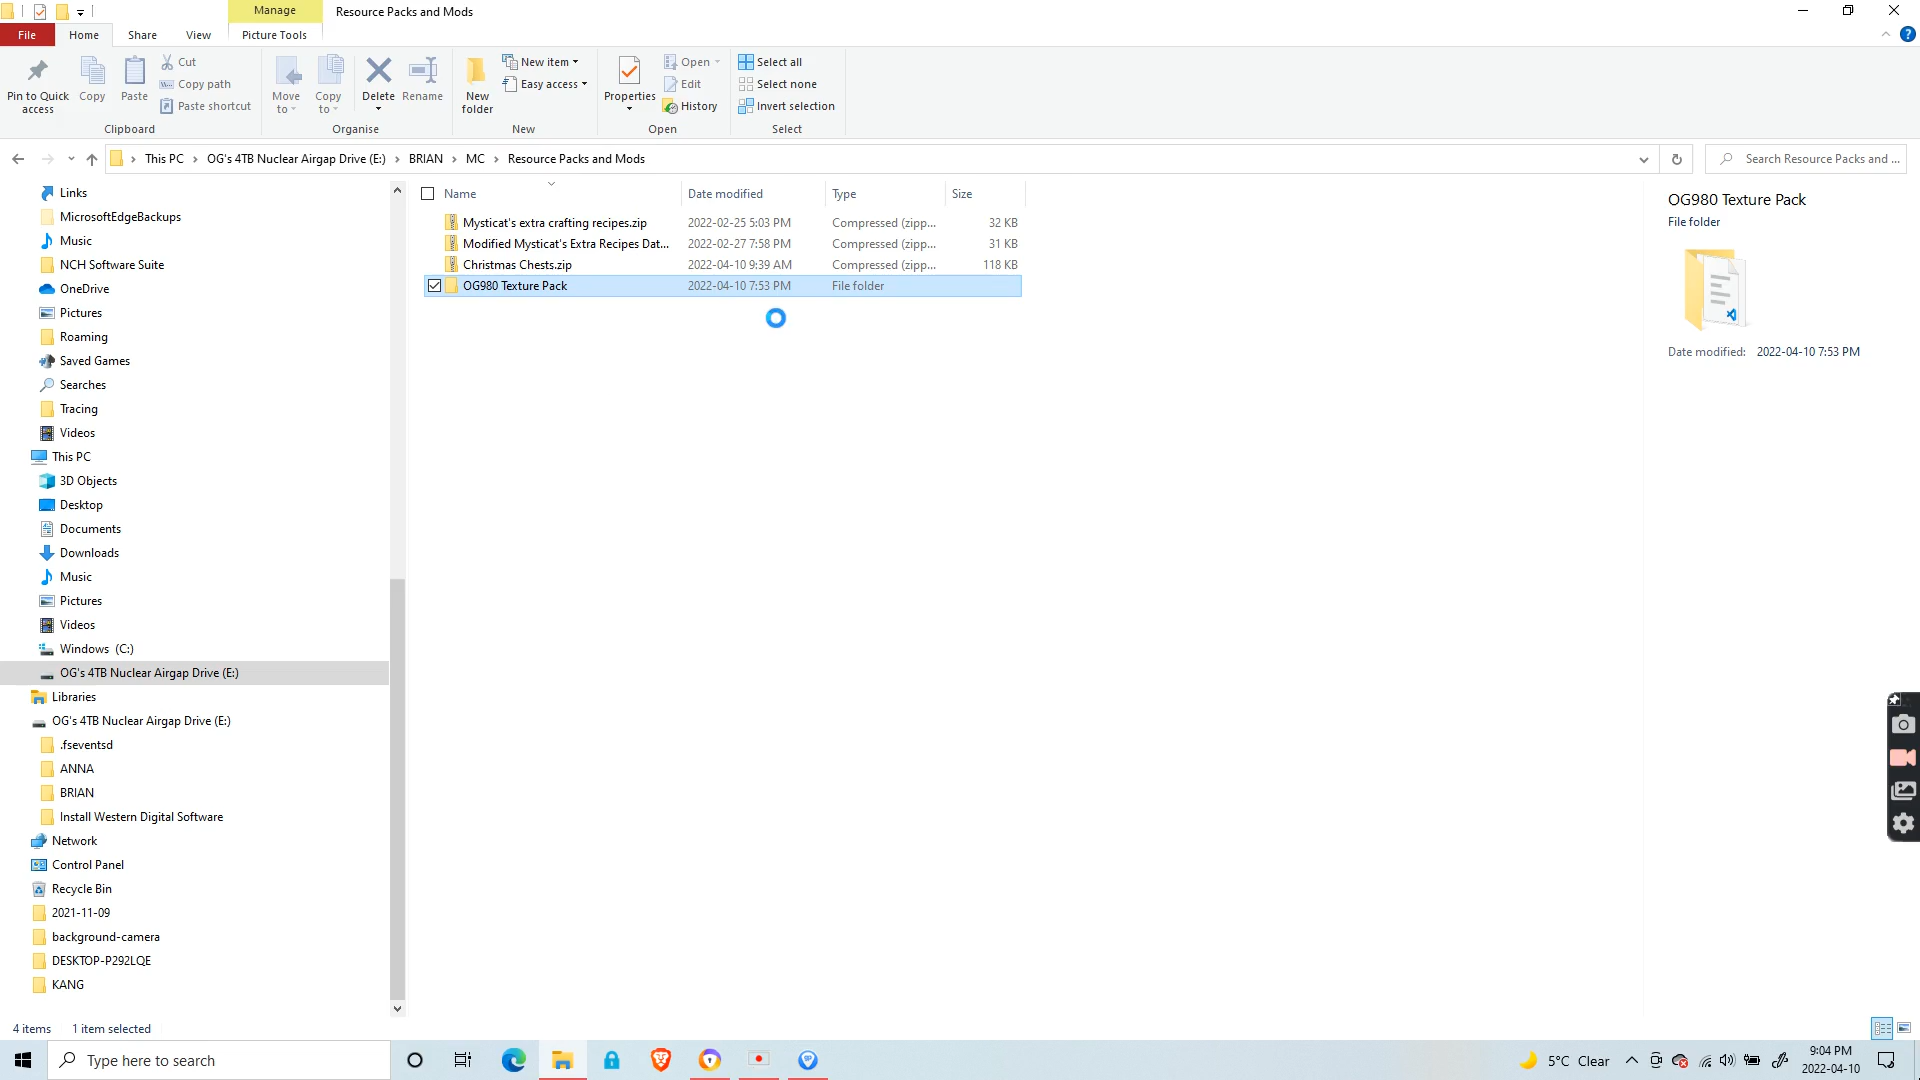 Manage
Resource Packs and Mods
File
Home
Share
View
Picture Tools
Pin to Quick access
Copy
Paste
Cut
Copy path
Paste shortcut
Clipboard
Move to
Copy to
Delete
Rename
Organise
New folder
New item
Easy access
New
Properties
Open
Edit
History
Open
Select all
Select none
Invert selection
Select
This PC
OG's 4TB Nuclear Airgap Drive (E:)
BRIAN
MC
Resource Packs and Mods
Search Resource Packs and ...
Links
MicrosoftEdgeBackups
Music
NCH Software Suite
OneDrive
Pictures
Roaming
Saved Games
Searches
Tracing
Videos
This PC
3D Objects
Desktop
Documents
Downloads
Music
Pictures
Videos
Windows (C:)
OG's 4TB Nuclear Airgap Drive (E:)
Libraries
OG's 4TB Nuclear Airgap Drive (E:)
.fseventsd
ANNA
BRIAN
Install Western Digital Software
Network
Control Panel
Recycle Bin
2021-11-09
background-camera
DESKTOP-P292LQE
KANG
Name Date modified Type Size
Mysticat's extra crafting recipes.zip 2022-02-25 5:03 PM Compressed (zipp... 32 KB
Modified Mysticat's Extra Recipes Dat... 2022-02-27 7:58 PM Compressed (zipp... 31 KB
Christmas Chests.zip 2022-04-10 9:39 AM Compressed (zipp... 118 KB
OG980 Texture Pack 2022-04-10 7:53 PM File folder
OG980 Texture Pack
File folder
Date modified: 2022-04-10 7:53 PM
4 items 1 item selected
Type here to search
5°C Clear
9:04 PM
2022-04-10